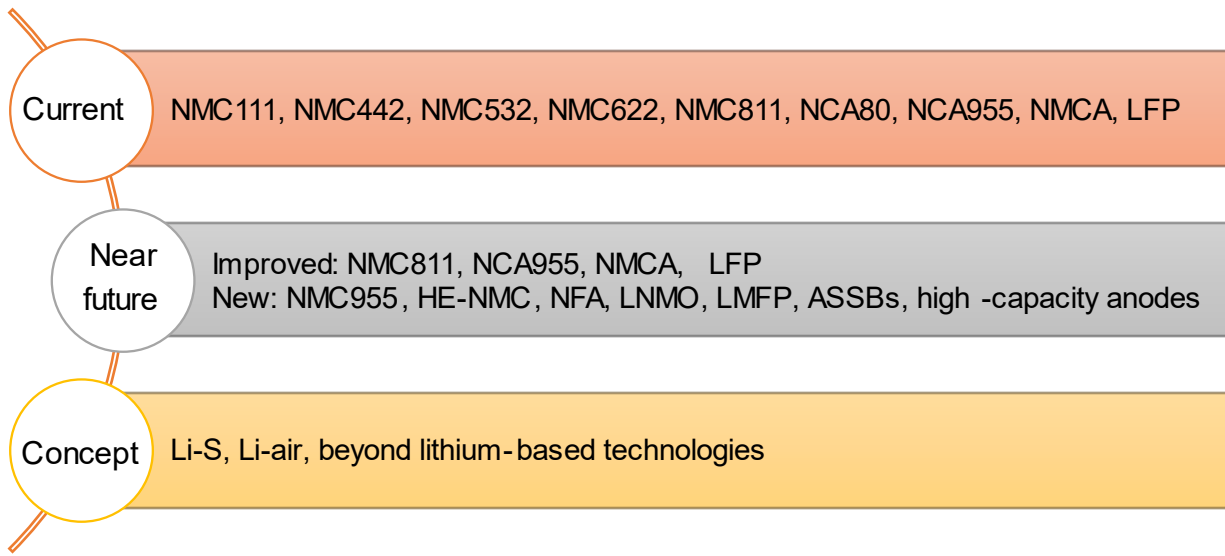 Current
NMC111, NMC442, NMC532, NMC622, NMC811, NCA80, NCA955, NMCA, LFP
Near
future
Improved: NMC811, NCA955, NMCA, LFP
New: NMC955, HE-NMC, NFA, LNMO, LMFP, ASSBs, high -capacity anodes
Concept
Li-S, Li-air, beyond lithium-based technologies